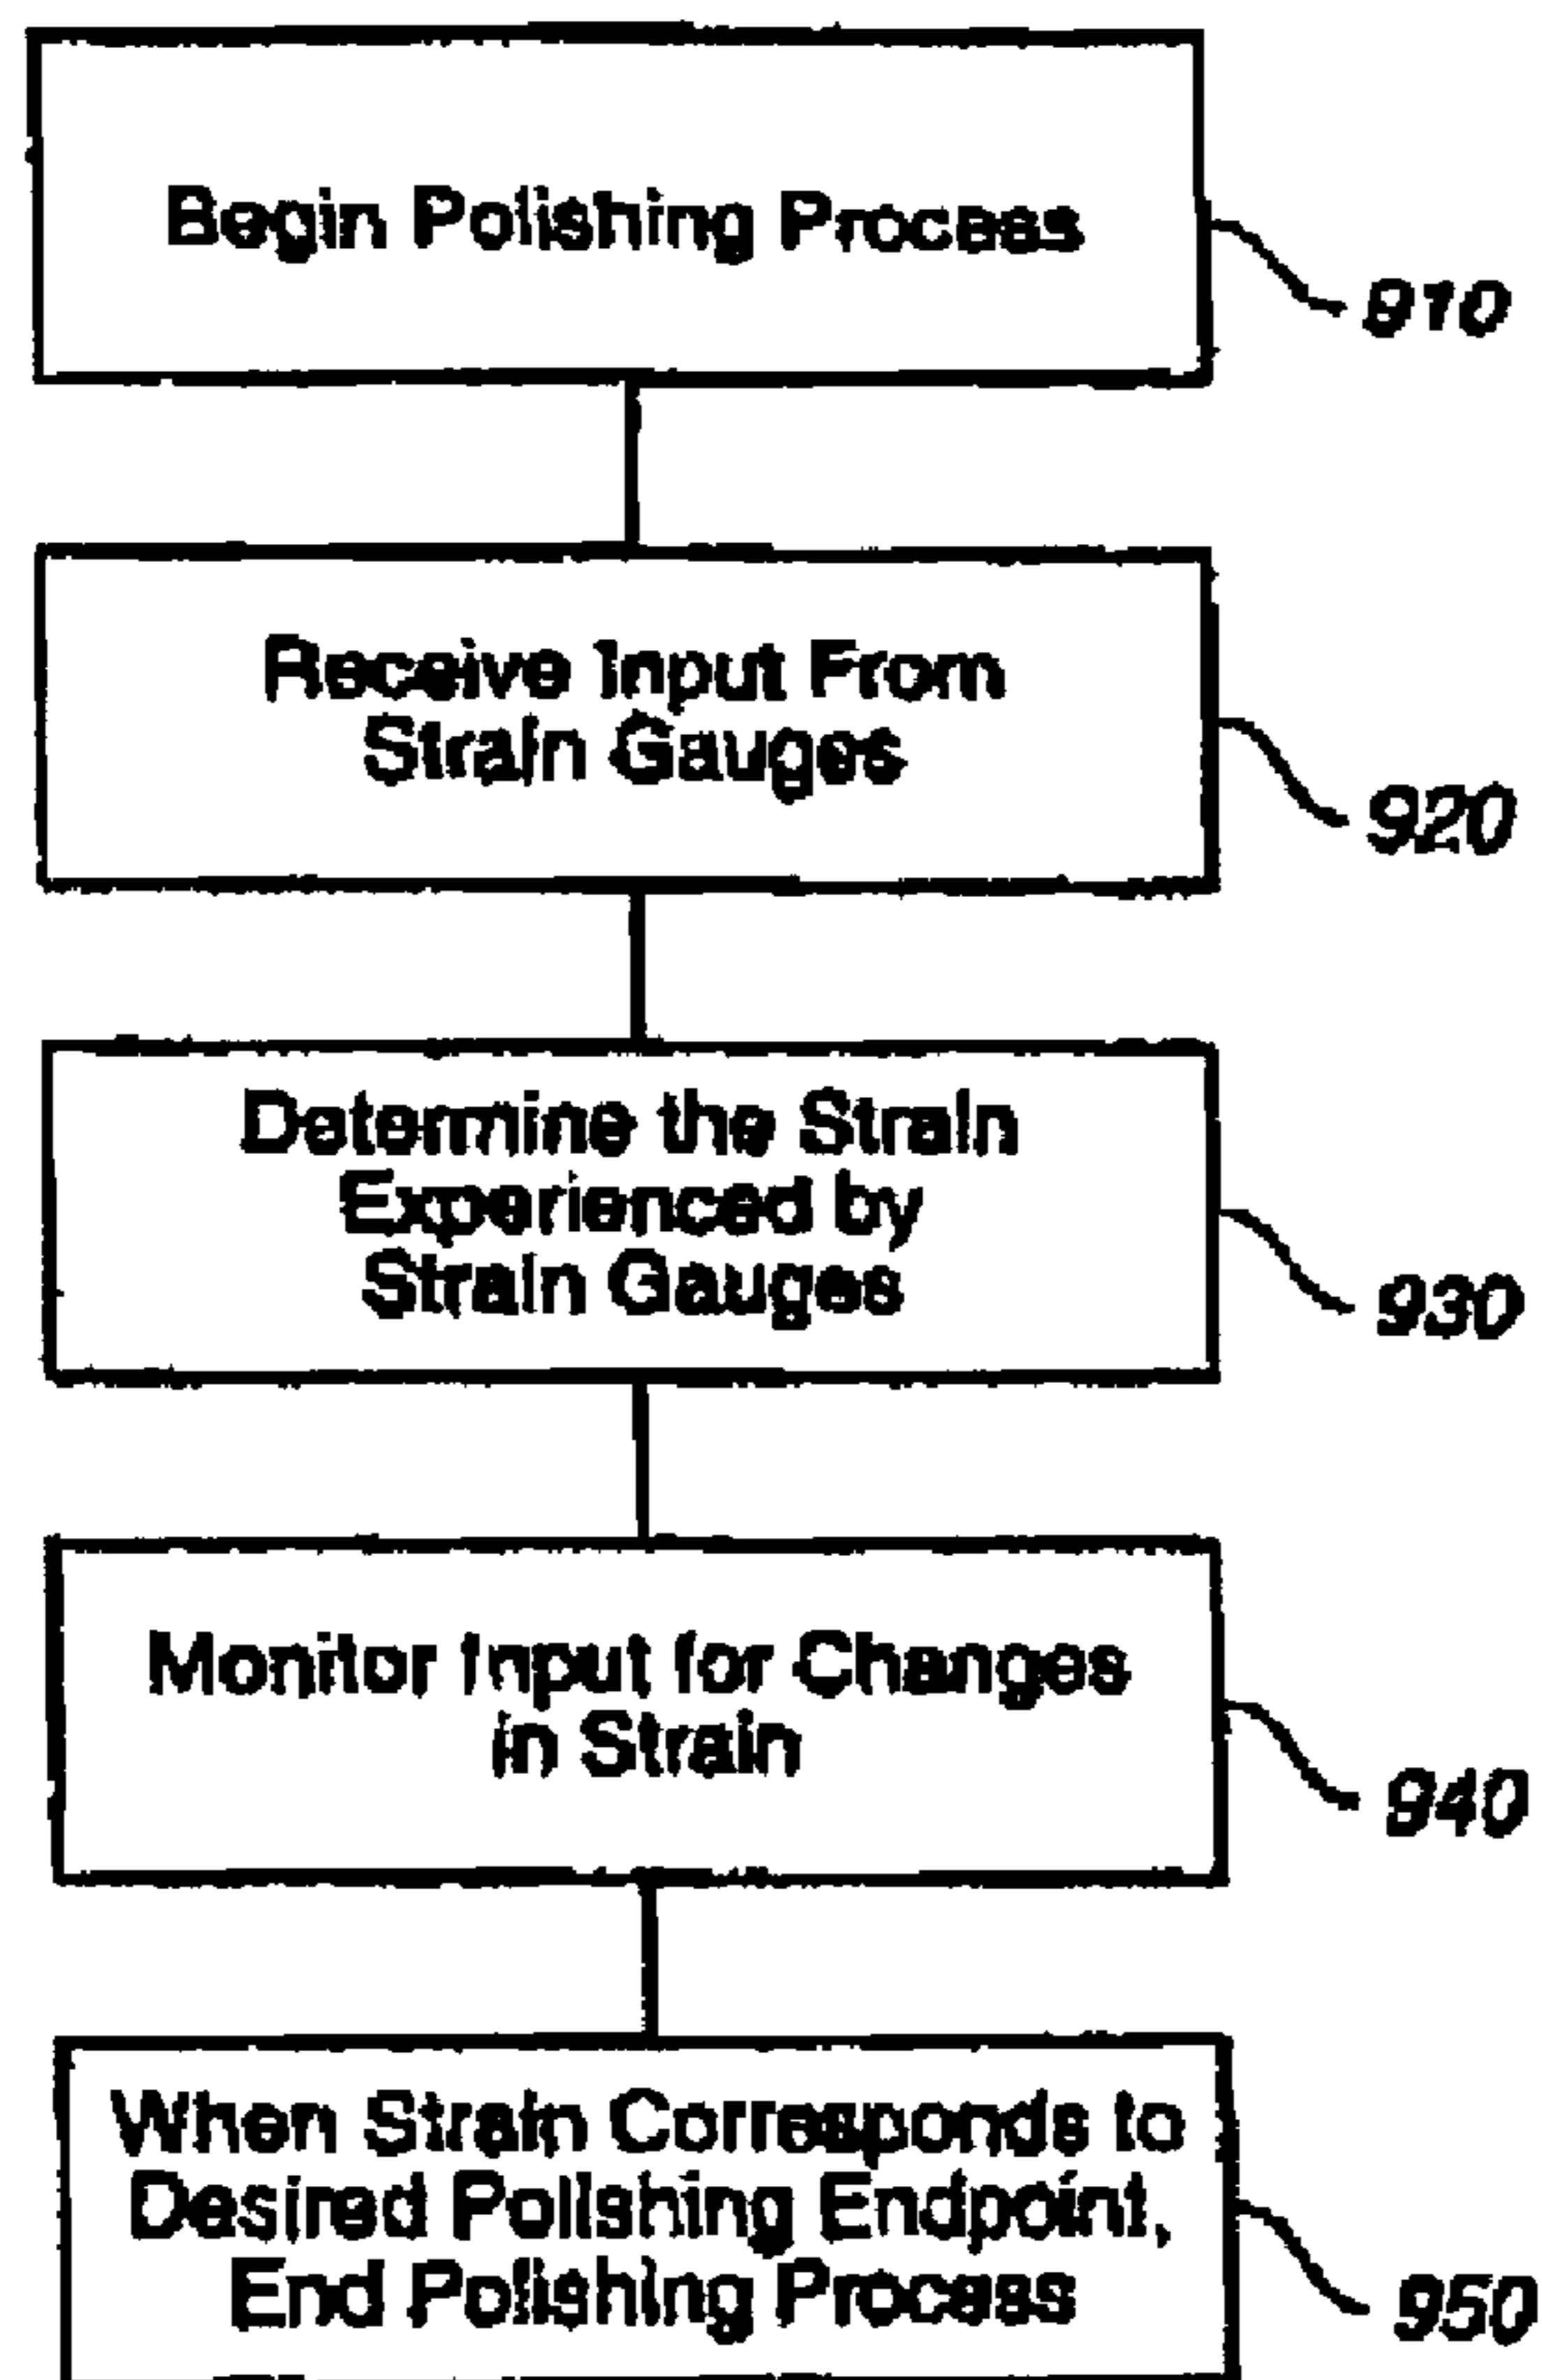 Begin Polishing Process
910
Receive Input From
Strain Gauges
920
Determine the Strain
Experienced by
Strain Gauges
930
Monitor Input for Changes
in Strain
940
When Strain Corresponds to
Desired Polishing Endpoint,
End Polishing Process
950